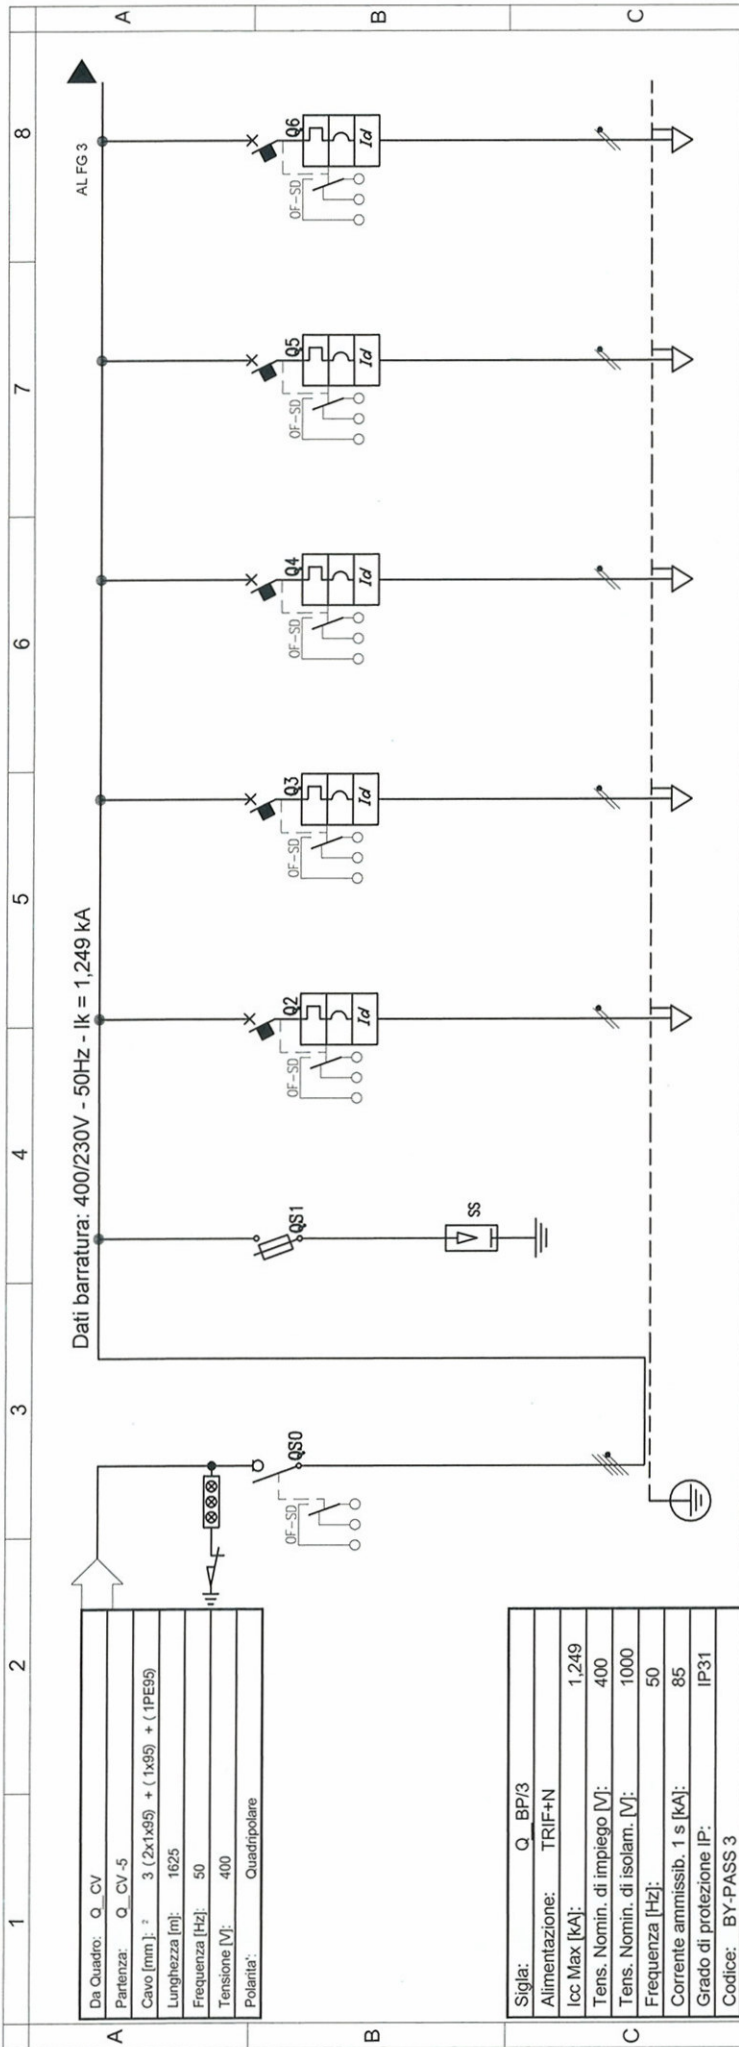 1 2 3 4 5 6 7 8
A
B
C
A
B
C
AL FG 3
Dati barratura: 400/230V - 50Hz - Ik = 1,249 kA
Da Quadro: Q_CV
Partenza: Q_CV-5
Cavo [mm]: ² 3 (2x1x95) + (1x95) + (1PE95)
Lunghezza [m]: 1625
Frequenza [Hz]: 50
Tensione [V]: 400
Polarita': Quadripolare
OF-SD QS0
QS1
SS
OF-SD Q2 Id
OF-SD Q3 Id
OF-SD Q4 Id
OF-SD Q5 Id
OF-SD Q6 Id
Sigla: Q_BP/3
Alimentazione: TRIF+N
Icc Max [kA]: 1,249
Tens. Nomin. di impiego [V]: 400
Tens. Nomin. di isolam. [V]: 1000
Frequenza [Hz]: 50
Corrente ammissib. 1 s [kA]: 85
Grado di protezione IP: IP31
Codice: BY-PASS 3